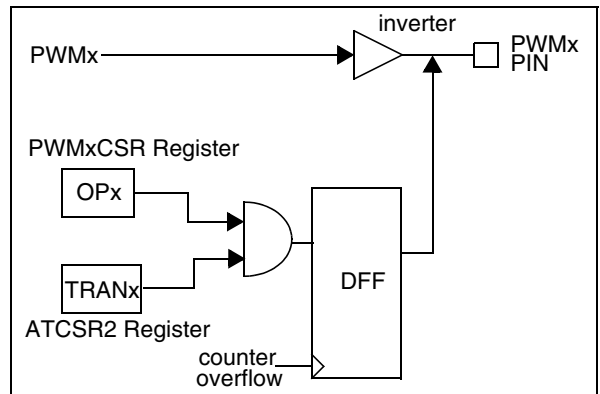 inverter
PWMx
PWMx
PIN
PWMxCSR Register
OPx
TRANx
ATCSR2 Register
DFF
counter
overflow